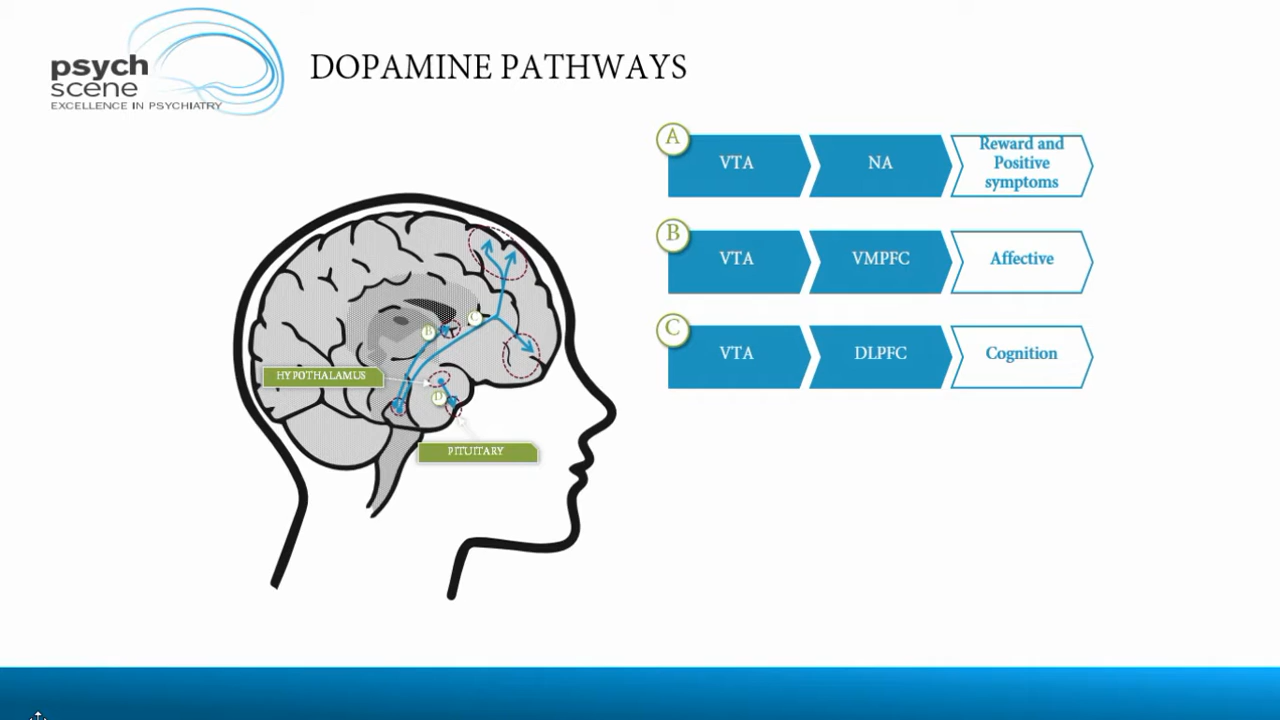 psych
scene
EXCELLENCE IN PSYCHIATRY
DOPAMINE PATHWAYS
A
VTA
NA
Reward and
Positive
symptoms
B
VTA
VMPFC
Affective
C
VTA
DLPFC
Cognition
B
C
HYPOTHALAMUS
D
PITUITARY